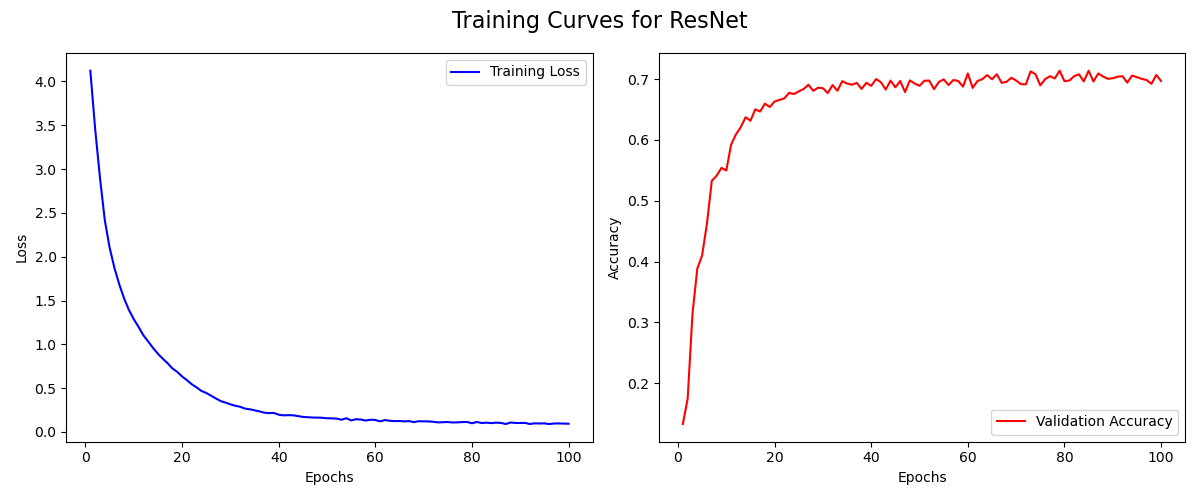 Training Curves for ResNet
Training Loss
4.0
3.5
3.0
2.5
2.0
1.5
1.0
0.5
0.0
Loss
0 20 40 60 80 100
Epochs
0.7
0.6
0.5
0.4
0.3
0.2
Accuracy
Validation Accuracy
0 20 40 60 80 100
Epochs